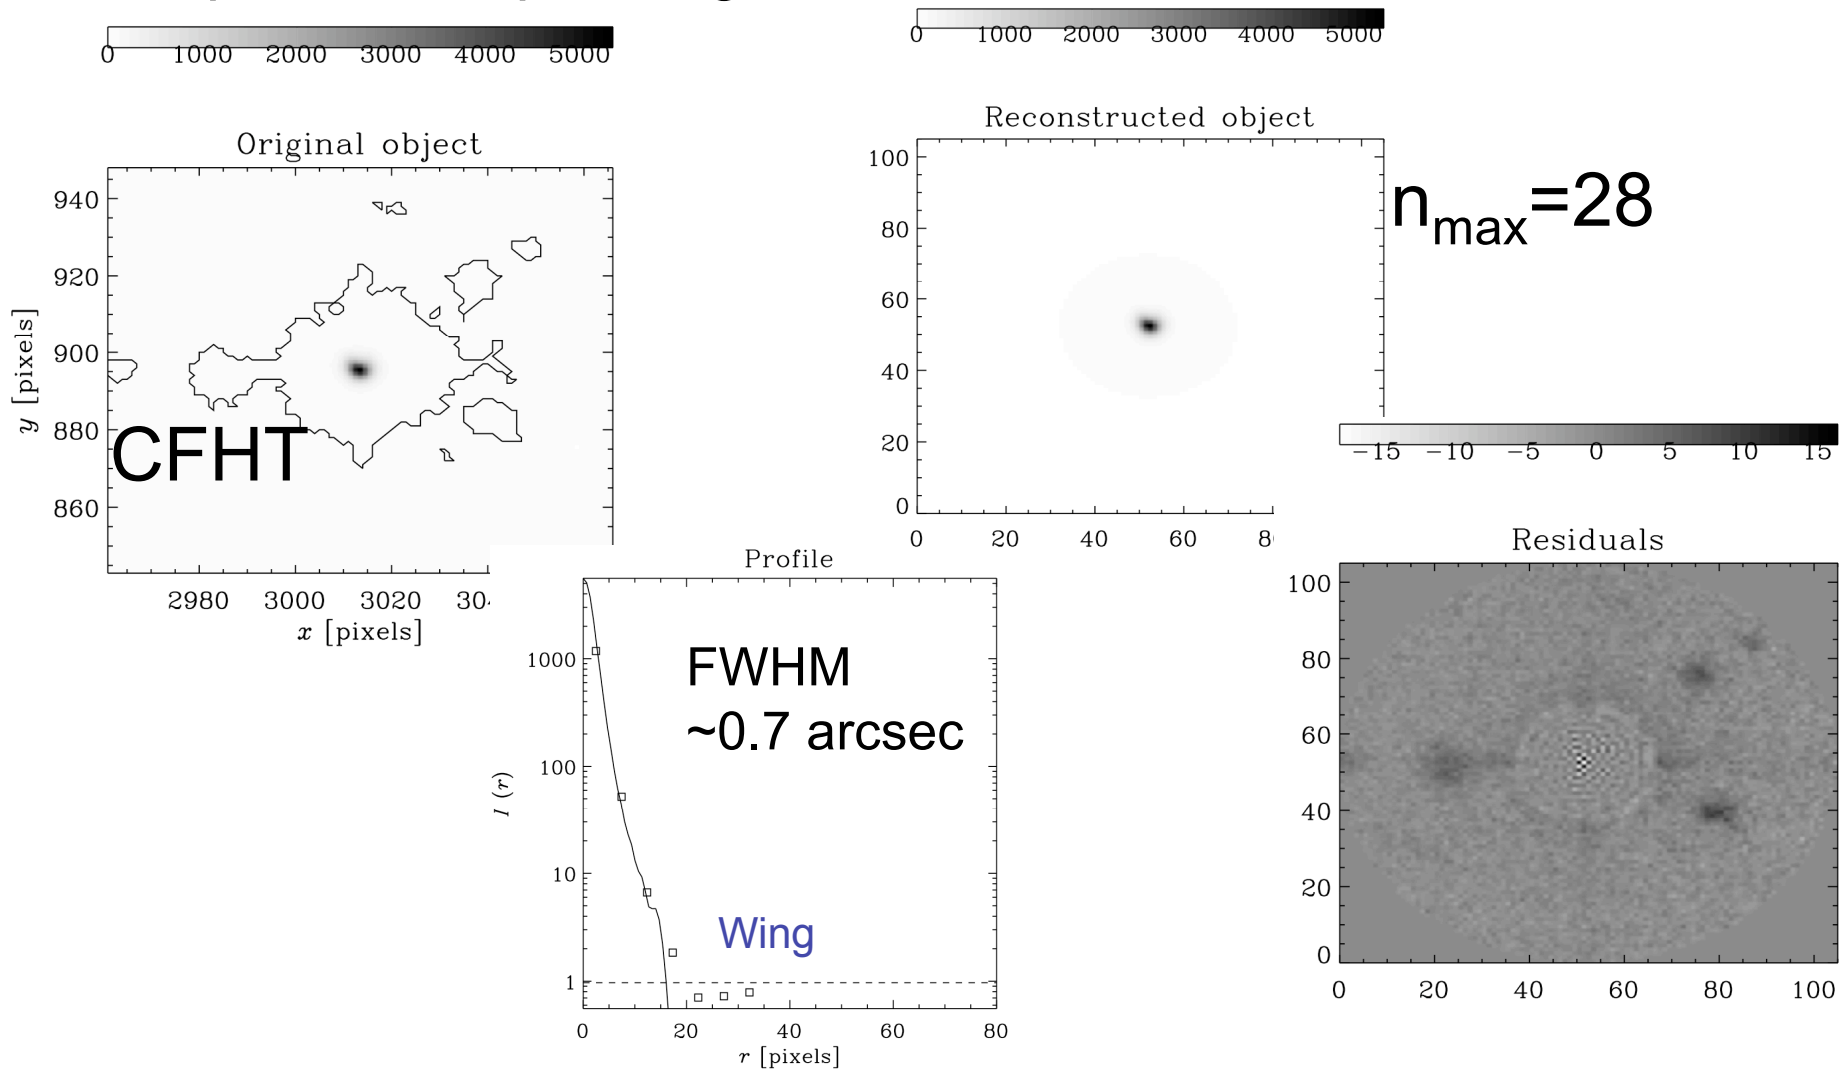 0 1000 2000 3000 4000 5000
Original object
940
920
900
880
860
y [pixels]
CFHT
2980 3000 3020
x [pixels]
0 1000 2000 3000 4000 5000
Reconstructed object
100
80
60
40
20
0
0 20 40 60
n_max=28
−15 −10 −5 0 5 10 15
Profile
1000
100
10
1
I (r)
FWHM
~0.7 arcsec
Wing
0 20 40 60 80
r [pixels]
Residuals
100
80
60
40
20
0
0 20 40 60 80 100